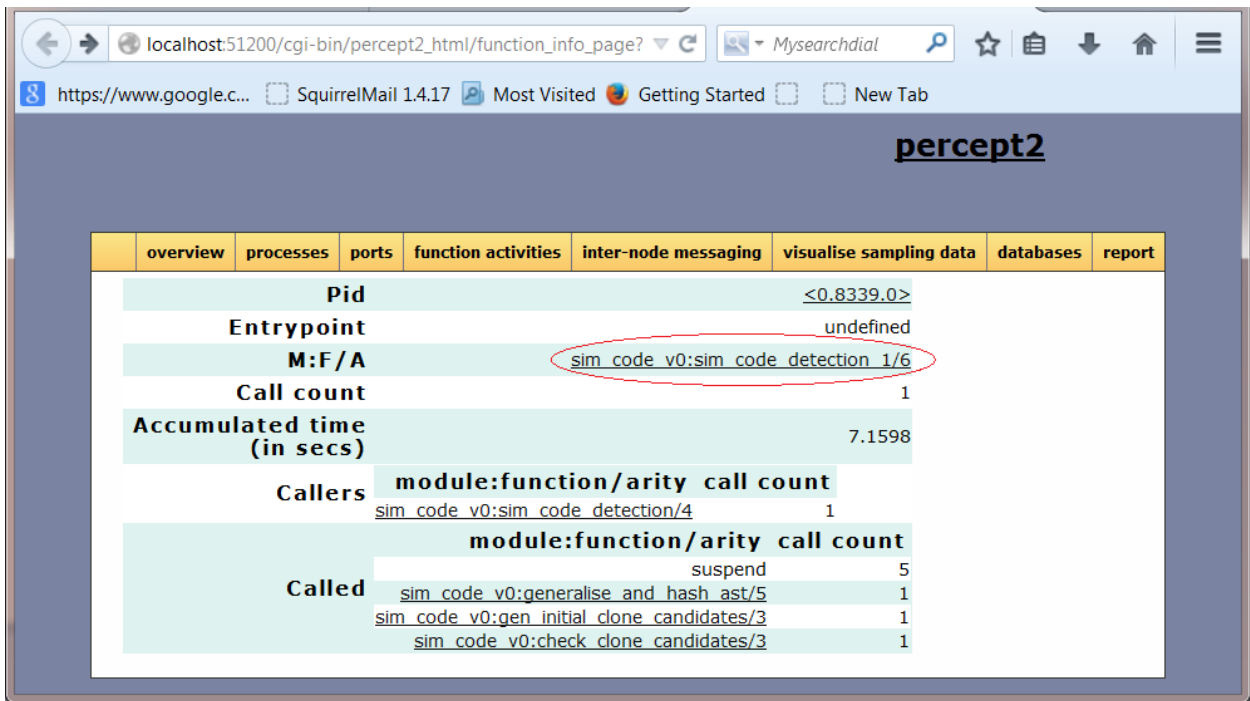 localhost:51200/cgi-bin/percept2_html/function_info_page? Mysearchdial
8 https://www.google.c... SquirrelMail 1.4.17 Most Visited Getting Started New Tab
percept2
overview processes ports function activities inter-node messaging visualise sampling data databases report
Pid <0.8339.0>
Entrypoint undefined
M:F/A sim_code_v0:sim_code_detection_1/6
Call count 1
Accumulated time
(in secs) 7.1598
Callers module:function/arity call count
sim_code_v0:sim_code_detection/4 1
module:function/arity call count
suspend 5
Called sim_code_v0:generalise_and_hash_ast/5 1
sim_code_v0:gen_initial_clone_candidates/3 1
sim_code_v0:check_clone_candidates/3 1